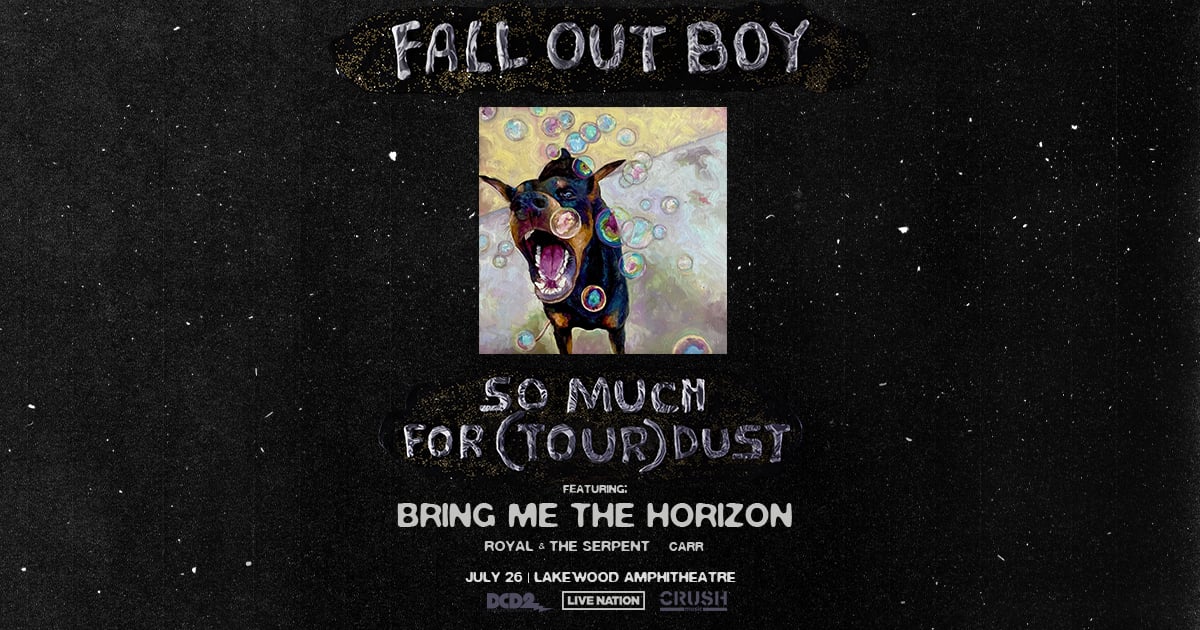 FALL OUT BOY
SO MUCH
FOR (TOUR) DUST
FEATURING:
BRING ME THE HORIZON
ROYAL & THE SERPENT CARR
JULY 26 | LAKEWOOD AMPHITHEATRE
DCD2 LIVE NATION CRUSH music